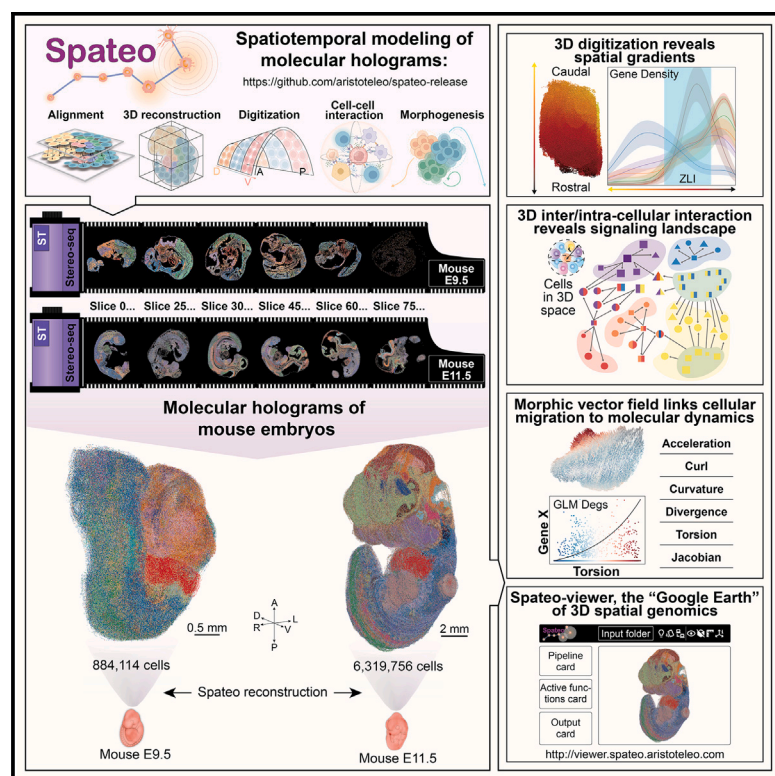 Spateo
Spatiotemporal modeling of
molecular holograms:
https://github.com/aristoteleo/spateo-release
Alignment
3D reconstruction
Digitization
Cell-cell
interaction
Morphogenesis
D
V
A
P
ST
Stereo-seq
Mouse
E9.5
Slice 0...
Slice 25...
Slice 30...
Slice 45...
Slice 60...
Slice 75...
ST
Stereo-seq
Mouse
E11.5
Molecular holograms of
mouse embryos
A
D
L
R
V
P
0.5 mm
2 mm
884,114 cells
6,319,756 cells
Spateo reconstruction
Mouse E9.5
Mouse E11.5
3D digitization reveals
spatial gradients
Caudal
Rostral
Gene Density
ZLI
3D inter/intra-cellular interaction
reveals signaling landscape
Cells
in 3D
space
Morphic vector field links cellular
migration to molecular dynamics
GLM Degs
Gene X
Torsion
Acceleration
Curl
Curvature
Divergence
Torsion
Jacobian
Spateo-viewer, the "Google Earth"
of 3D spatial genomics
Spateo
Input folder
Pipeline
card
Active func-
tions card
Output
card
http://viewer.spateo.aristoteleo.com